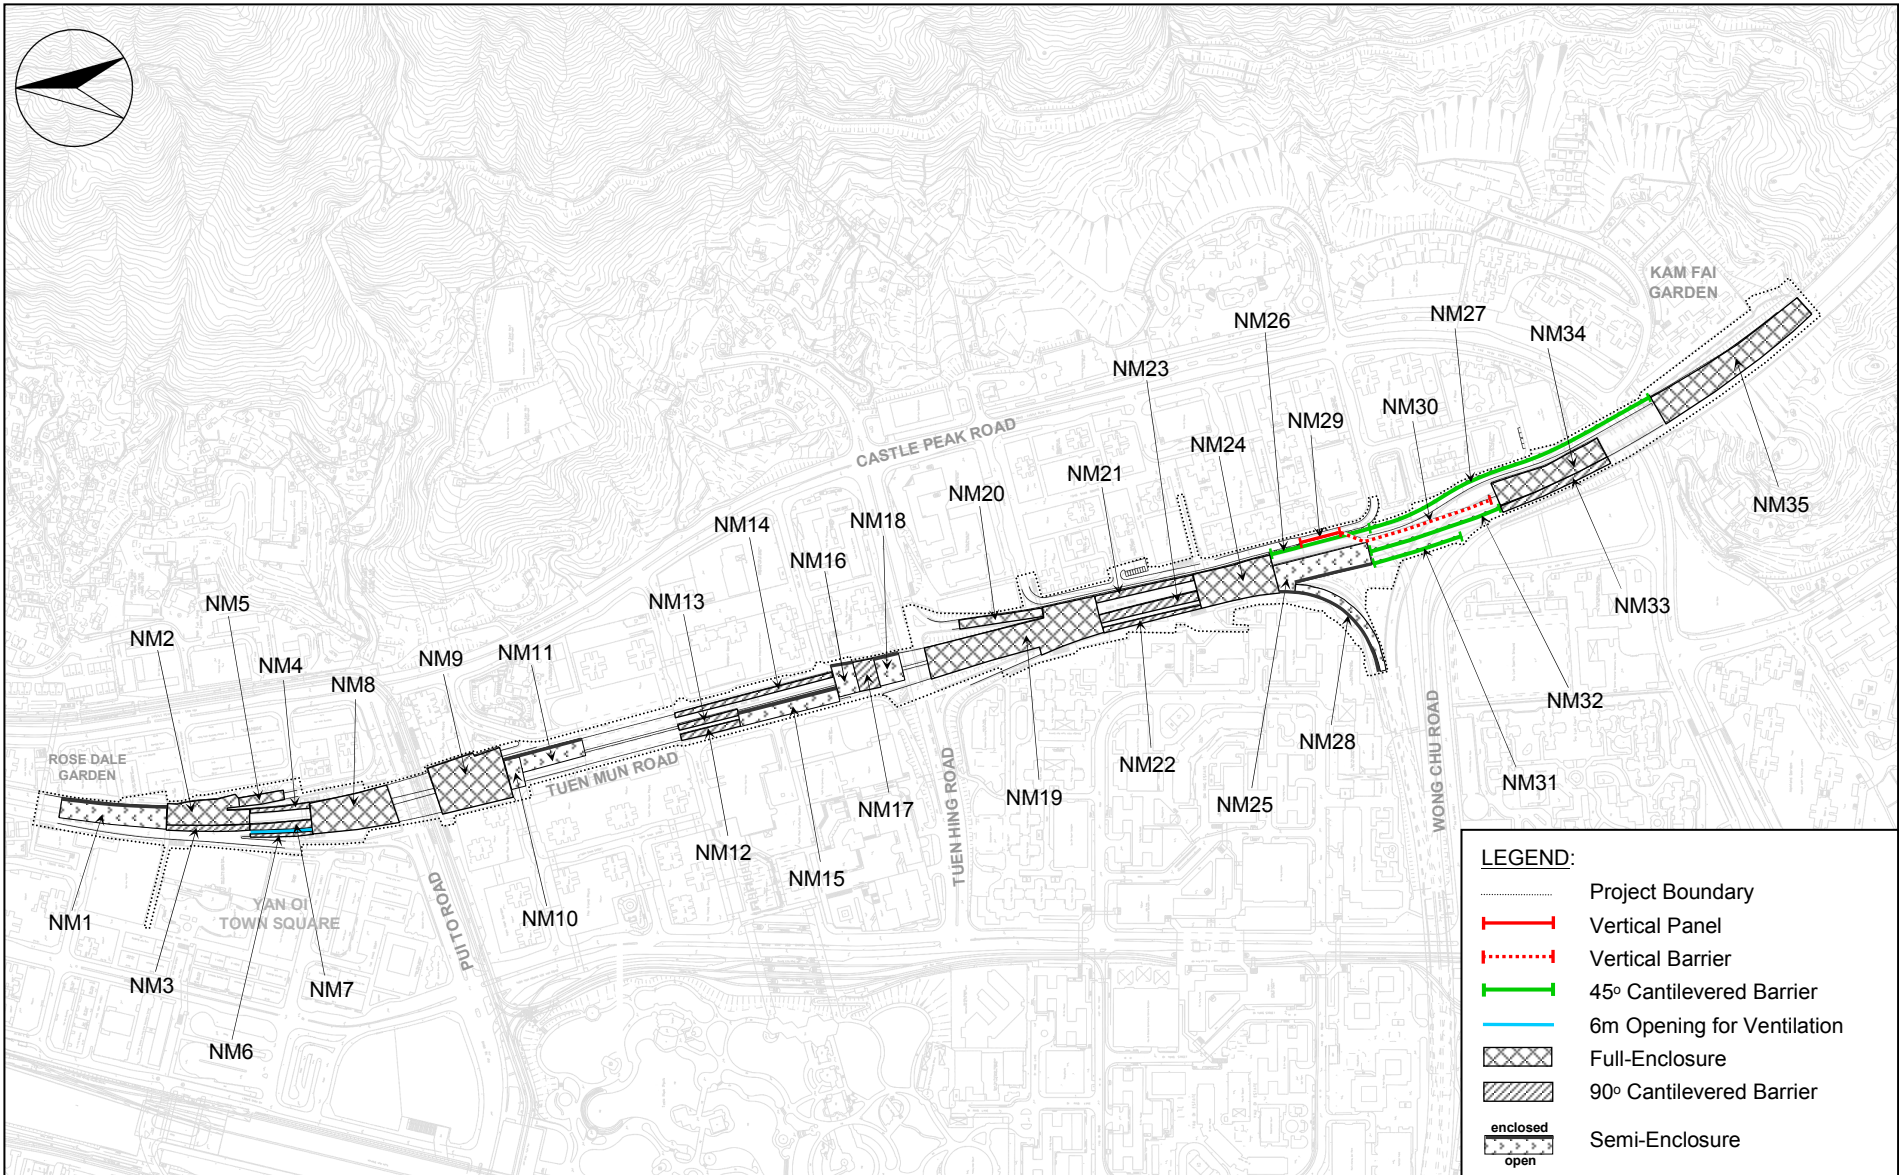 KAM FAI
GARDEN
NM27
NM26
NM34
NM23
NM30
NM29
CASTLE PEAK ROAD
NM24
NM21
NM20
NM35
NM18
NM14
NM16
NM5
NM13
NM33
NM2
NM4
NM9
NM11
NM8
NM32
NM28
WONG CHU ROAD
ROSE DALE
GARDEN
TUEN MUN ROAD
NM22
NM31
NM19
NM25
NM17
TUEN HING ROAD
NM12
NM15
NM1
YAN OI
TOWN SQUARE
PUI TO ROAD
NM10
NM3
NM7
NM6
LEGEND:
Project Boundary
Vertical Panel
Vertical Barrier
45º Cantilevered Barrier
6m Opening for Ventilation
Full-Enclosure
90º Cantilevered Barrier
enclosed
Semi-Enclosure
open